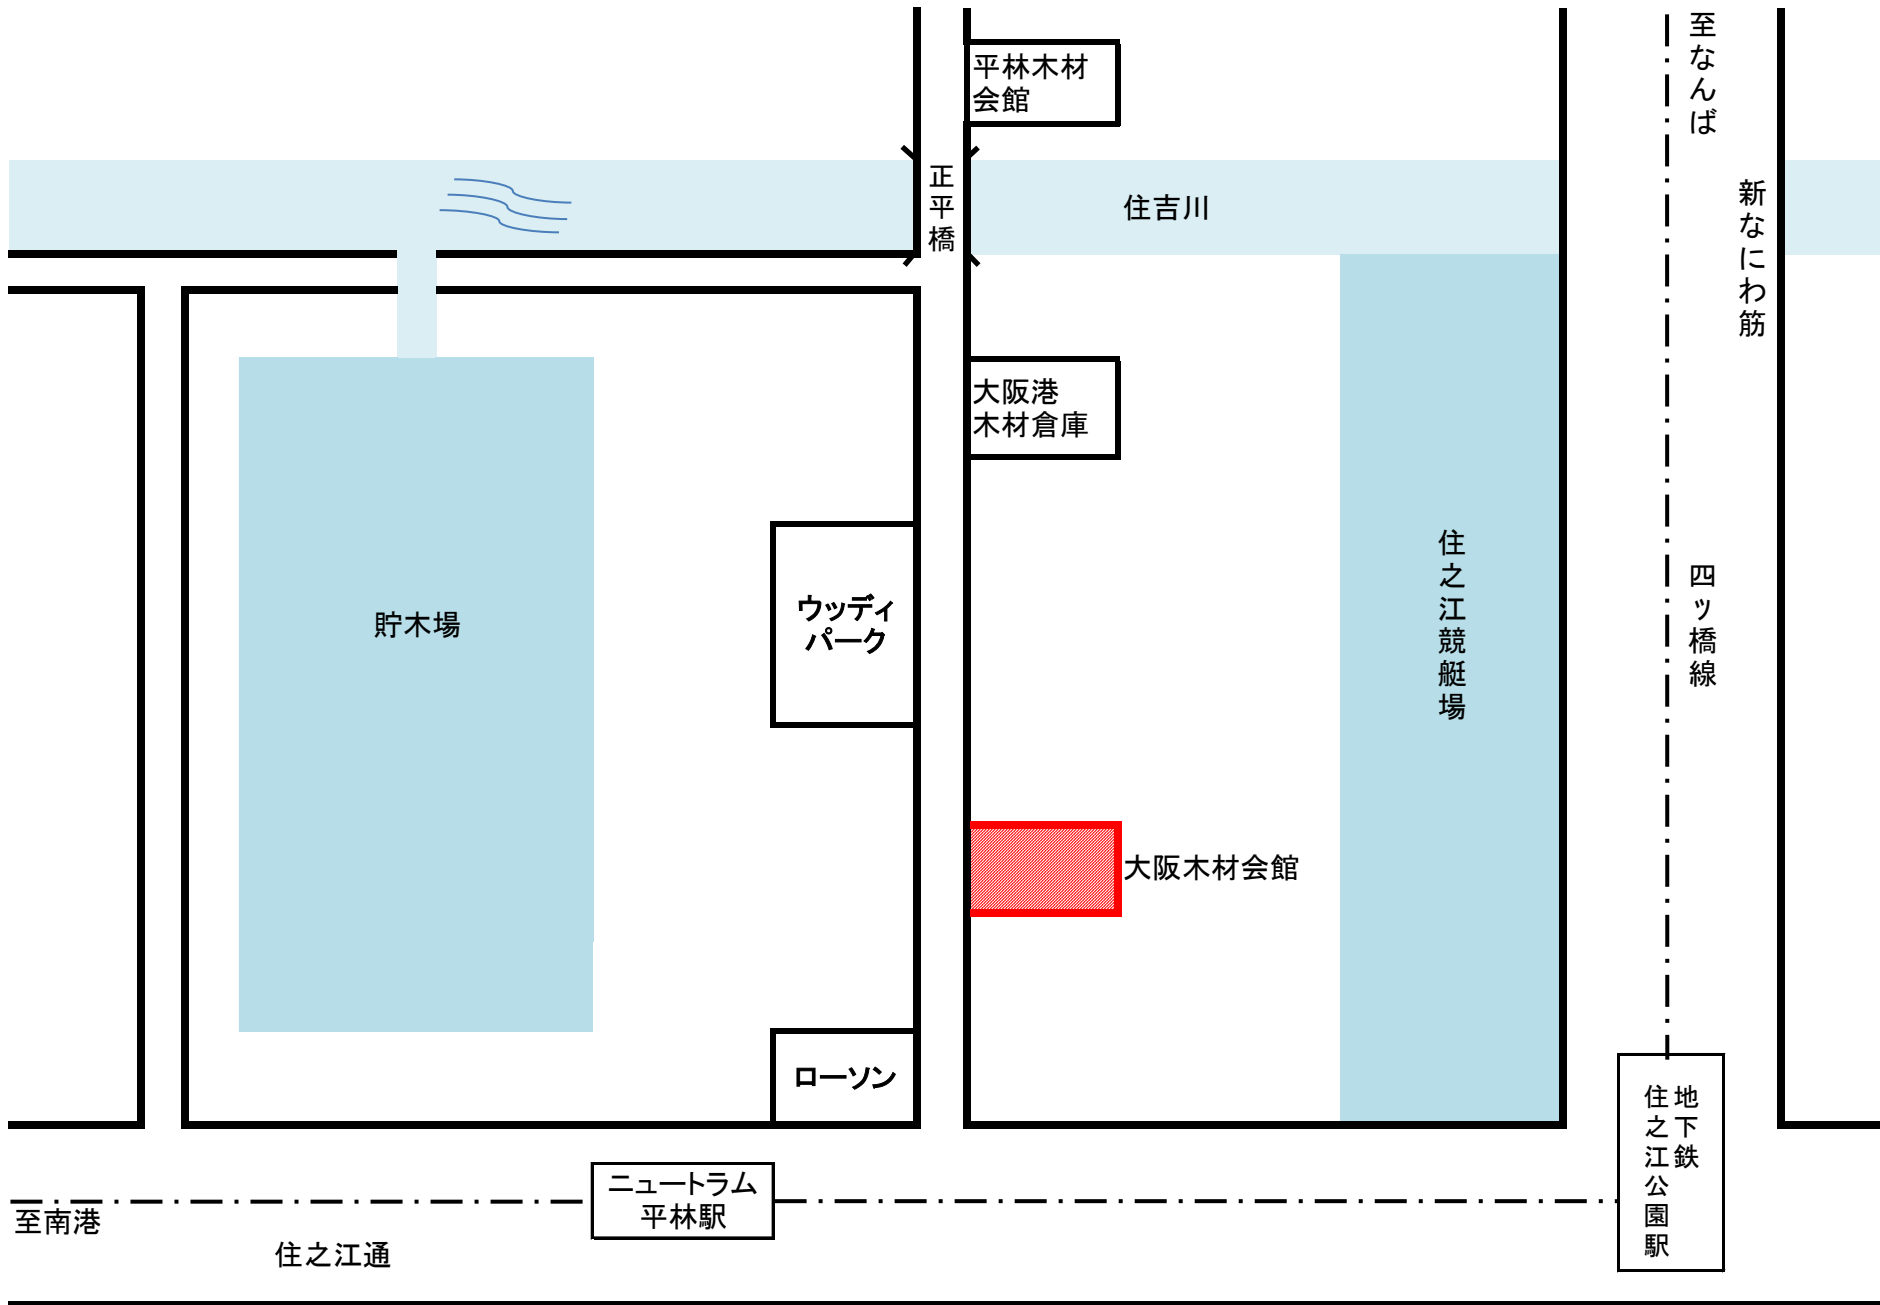 至なんば
平林木材
会館
正平橋
住吉川
新なにわ筋
大阪港
木材倉庫
住之江競艇場
四ッ橋線
貯木場
ウッディ
パーク
大阪木材会館
ローソン
地下鉄
住之江公園駅
ニュートラム
平林駅
至南港
住之江通